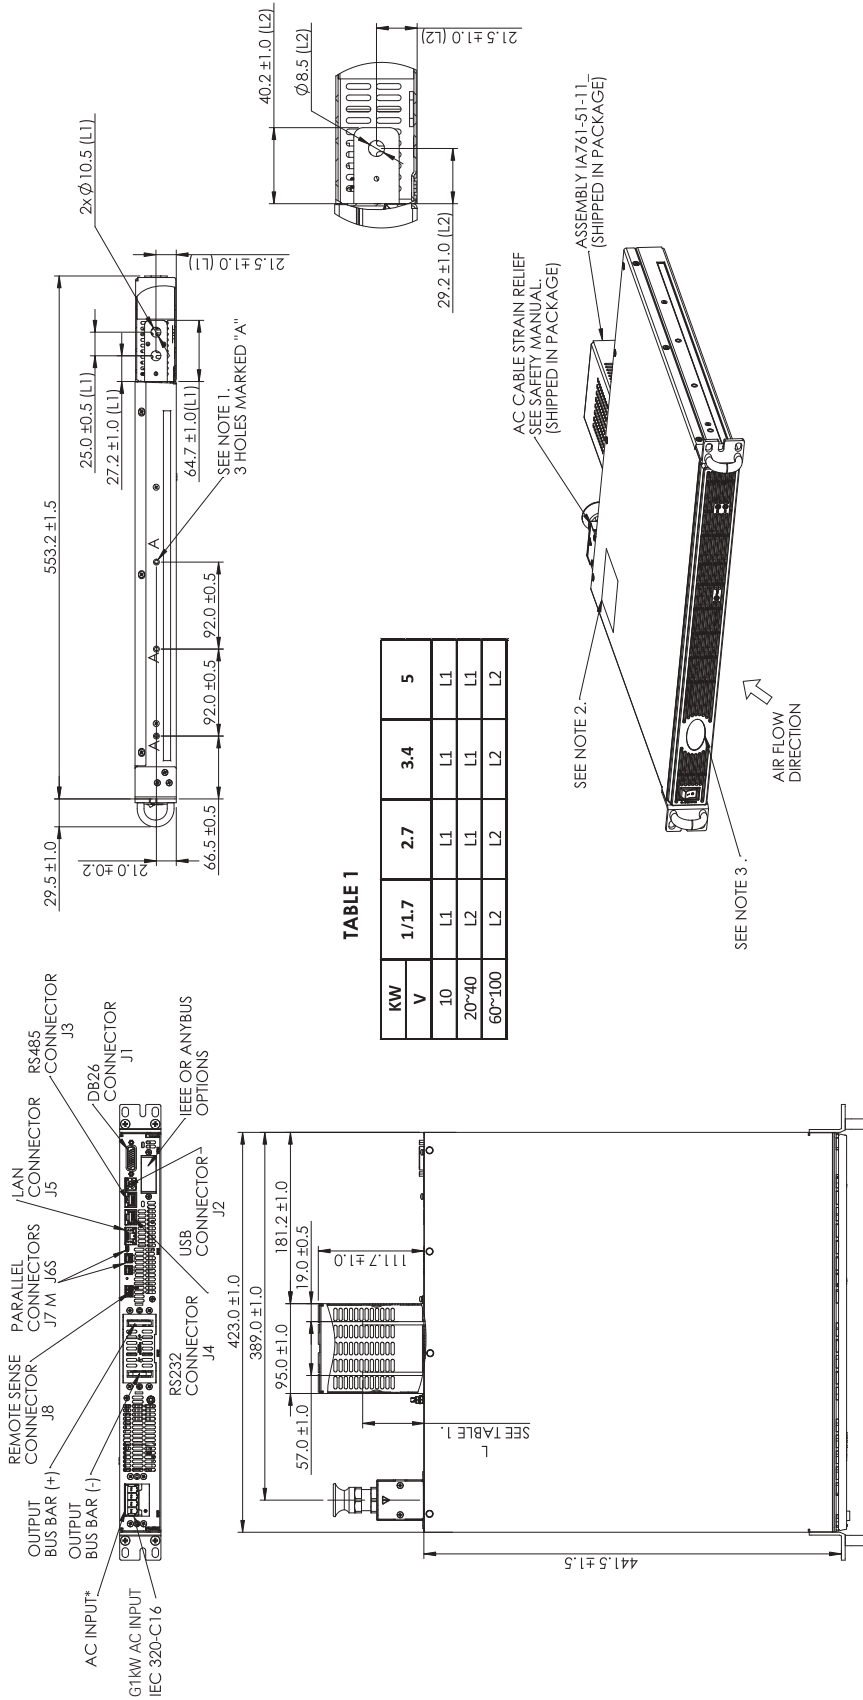 REMOTE SENSE
CONNECTOR
J8
PARALLEL
CONNECTORS
J7 M J6S
LAN
CONNECTOR
J5
RS485
CONNECTOR
J3
DB26
CONNECTOR
J1
OUTPUT
BUS BAR (+)
OUTPUT
BUS BAR (-)
AC INPUT*
G1kW AC INPUT
IEC 320-C16
RS232
CONNECTOR
J4
USB
CONNECTOR
J2
IEEE OR ANYBUS
OPTIONS
423.0 ±1.0
389.0 ±1.0
57.0 ±1.0
95.0 ±1.0
19.0 ±0.5
181.2 ±1.0
111.7 ±1.0
L
SEE TABLE 1.
441.5 ±1.5
29.5 ±1.0
553.2 ±1.5
21.0 ±0.2
66.5 ±0.5
92.0 ±0.5
92.0 ±0.5
A
A
A
25.0 ±0.5 (L1)
27.2 ±1.0 (L1)
2x Ø10.5 (L1)
21.5 ±1.0 (L1)
64.7 ±1.0(L1)
SEE NOTE 1.
3 HOLES MARKED "A"
40.2 ±1.0 (L2)
Ø8.5 (L2)
21.5 ±1.0 (L2)
29.2 ±1.0 (L2)
TABLE 1
KW 1/1.7 2.7 3.4 5
V
10 L1 L1 L1 L1
20~40 L2 L1 L1 L1
60~100 L2 L2 L2 L2
AC CABLE STRAIN RELIEF
SEE SAFETY MANUAL.
(SHIPPED IN PACKAGE)
ASSEMBLY IA761-51-11_
(SHIPPED IN PACKAGE)
SEE NOTE 2.
SEE NOTE 3 .
AIR FLOW
DIRECTION